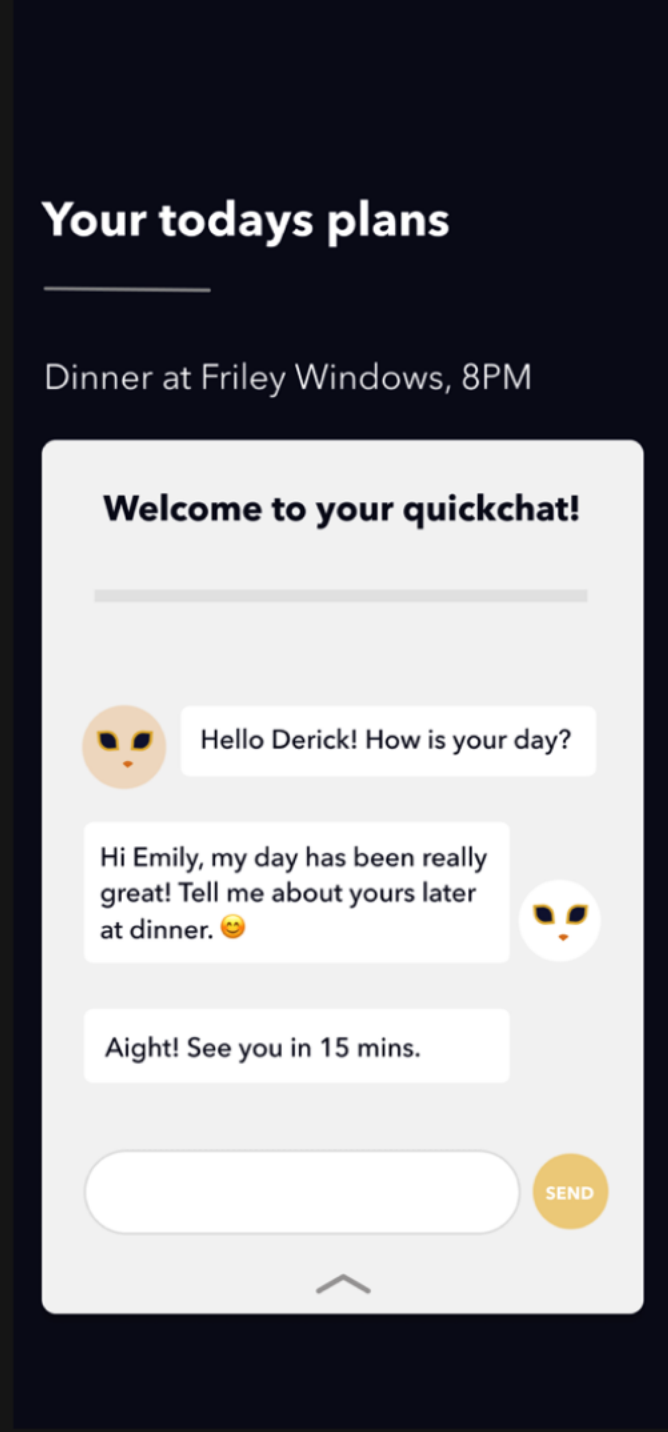 Your todays plans
Dinner at Friley Windows, 8PM
Welcome to your quickchat!
Hello Derick! How is your day?
Hi Emily, my day has been really
great! Tell me about yours later
at dinner. 😊
Aight! See you in 15 mins.
SEND